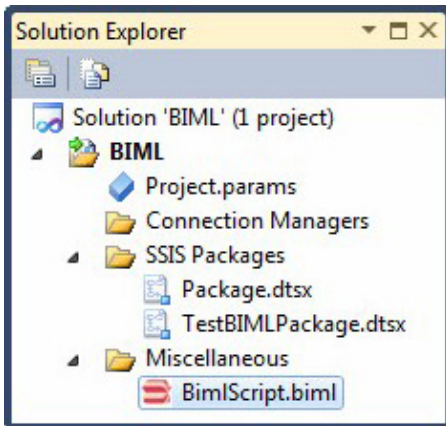 Solution Explorer
Solution 'BIML' (1 project)
BIML
Project.params
Connection Managers
SSIS Packages
Package.dtsx
TestBIMLPackage.dtsx
Miscellaneous
BimlScript.biml